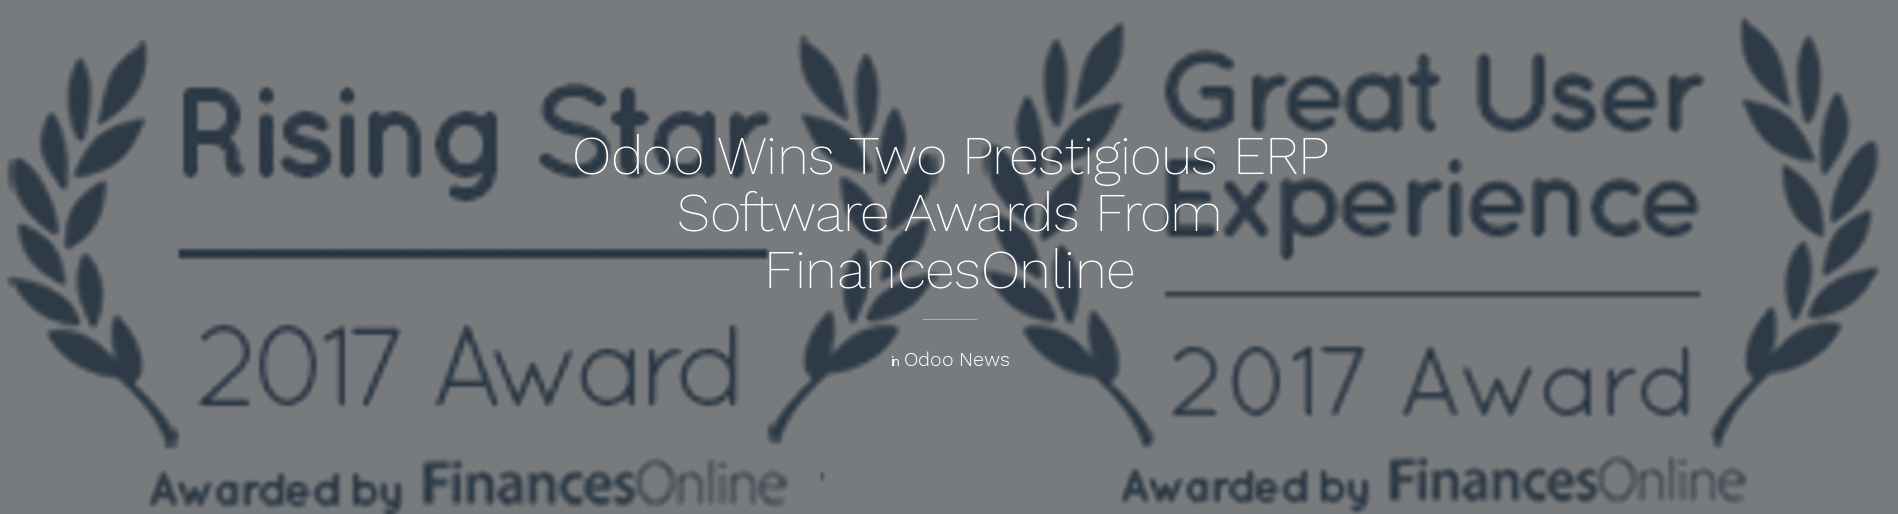 Rising Star
2017 Award
Awarded by FinancesOnline
Great User
Experience
2017 Award
Awarded by FinancesOnline
Odoo Wins Two Prestigious ERP
Software Awards From
FinancesOnline
in Odoo News